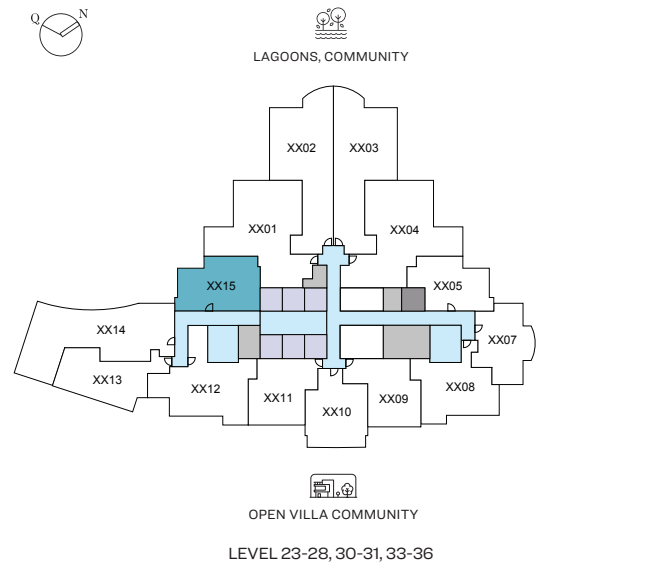 Q N
LAGOONS, COMMUNITY
XX02 XX03
XX01 XX04
XX15 XX05
XX14 XX07
XX13 XX12 XX11 XX10 XX09 XX08
OPEN VILLA COMMUNITY
LEVEL 23-28, 30-31, 33-36